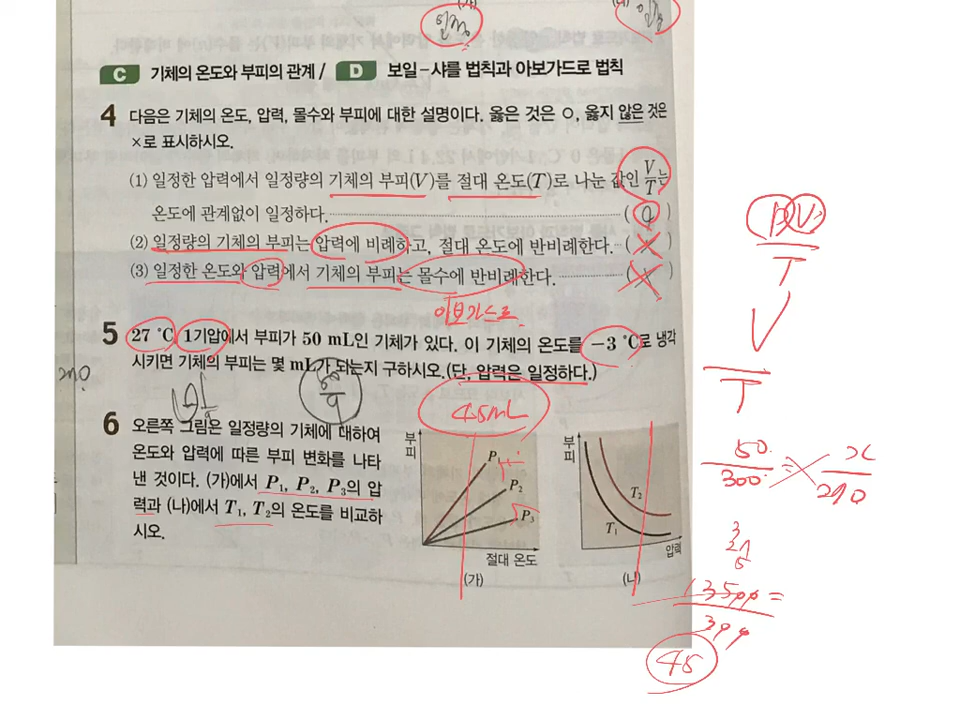 일정
일정
C 기체의 온도와 부피의 관계 / D 보일-샤를 법칙과 아보가드로 법칙
4 다음은 기체의 온도, 압력, 몰수와 부피에 대한 설명이다. 옳은 것은 O, 옳지 않은 것은
×로 표시하시오.
(1) 일정한 압력에서 일정량의 기체의 부피(V)를 절대 온도(T)로 나눈 값인 V/T는
온도에 관계없이 일정하다. (O)
(2) 일정량의 기체의 부피는 압력에 비례하고, 절대 온도에 반비례한다. (×)
(3) 일정한 온도와 압력에서 기체의 부피는 몰수에 반비례한다. (×)
아보가드로
PV
T
V
T
5 27 °C, 1기압에서 부피가 50 mL인 기체가 있다. 이 기체의 온도를 -3 °C로 냉각
시키면 기체의 부피는 몇 mL가 되는지 구하시오.(단, 압력은 일정하다.)
45mL
50/300 = x/270
13500 =
300
45
6 오른쪽 그림은 일정량의 기체에 대하여
온도와 압력에 따른 부피 변화를 나타
낸 것이다. (가)에서 P₁, P₂, P₃의 압
력과 (나)에서 T₁, T₂의 온도를 비교하
시오.
부피
P₁
P₂
P₃
절대 온도
(가)
부피
T₂
T₁
압력
(나)